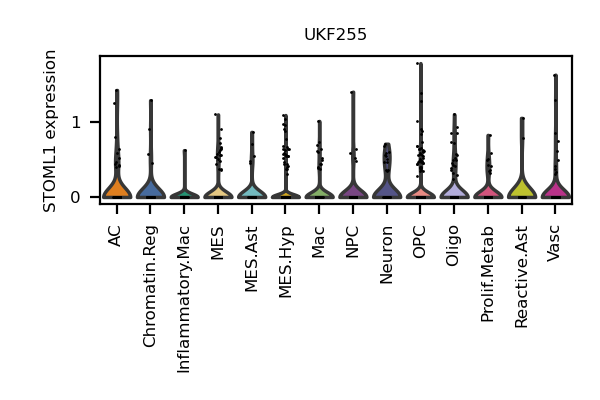 UKF255
STOML1 expression
1
0
AC
Chromatin.Reg
Inflammatory.Mac
MES
MES.Ast
MES.Hyp
Mac
NPC
Neuron
OPC
Oligo
Prolif.Metab
Reactive.Ast
Vasc